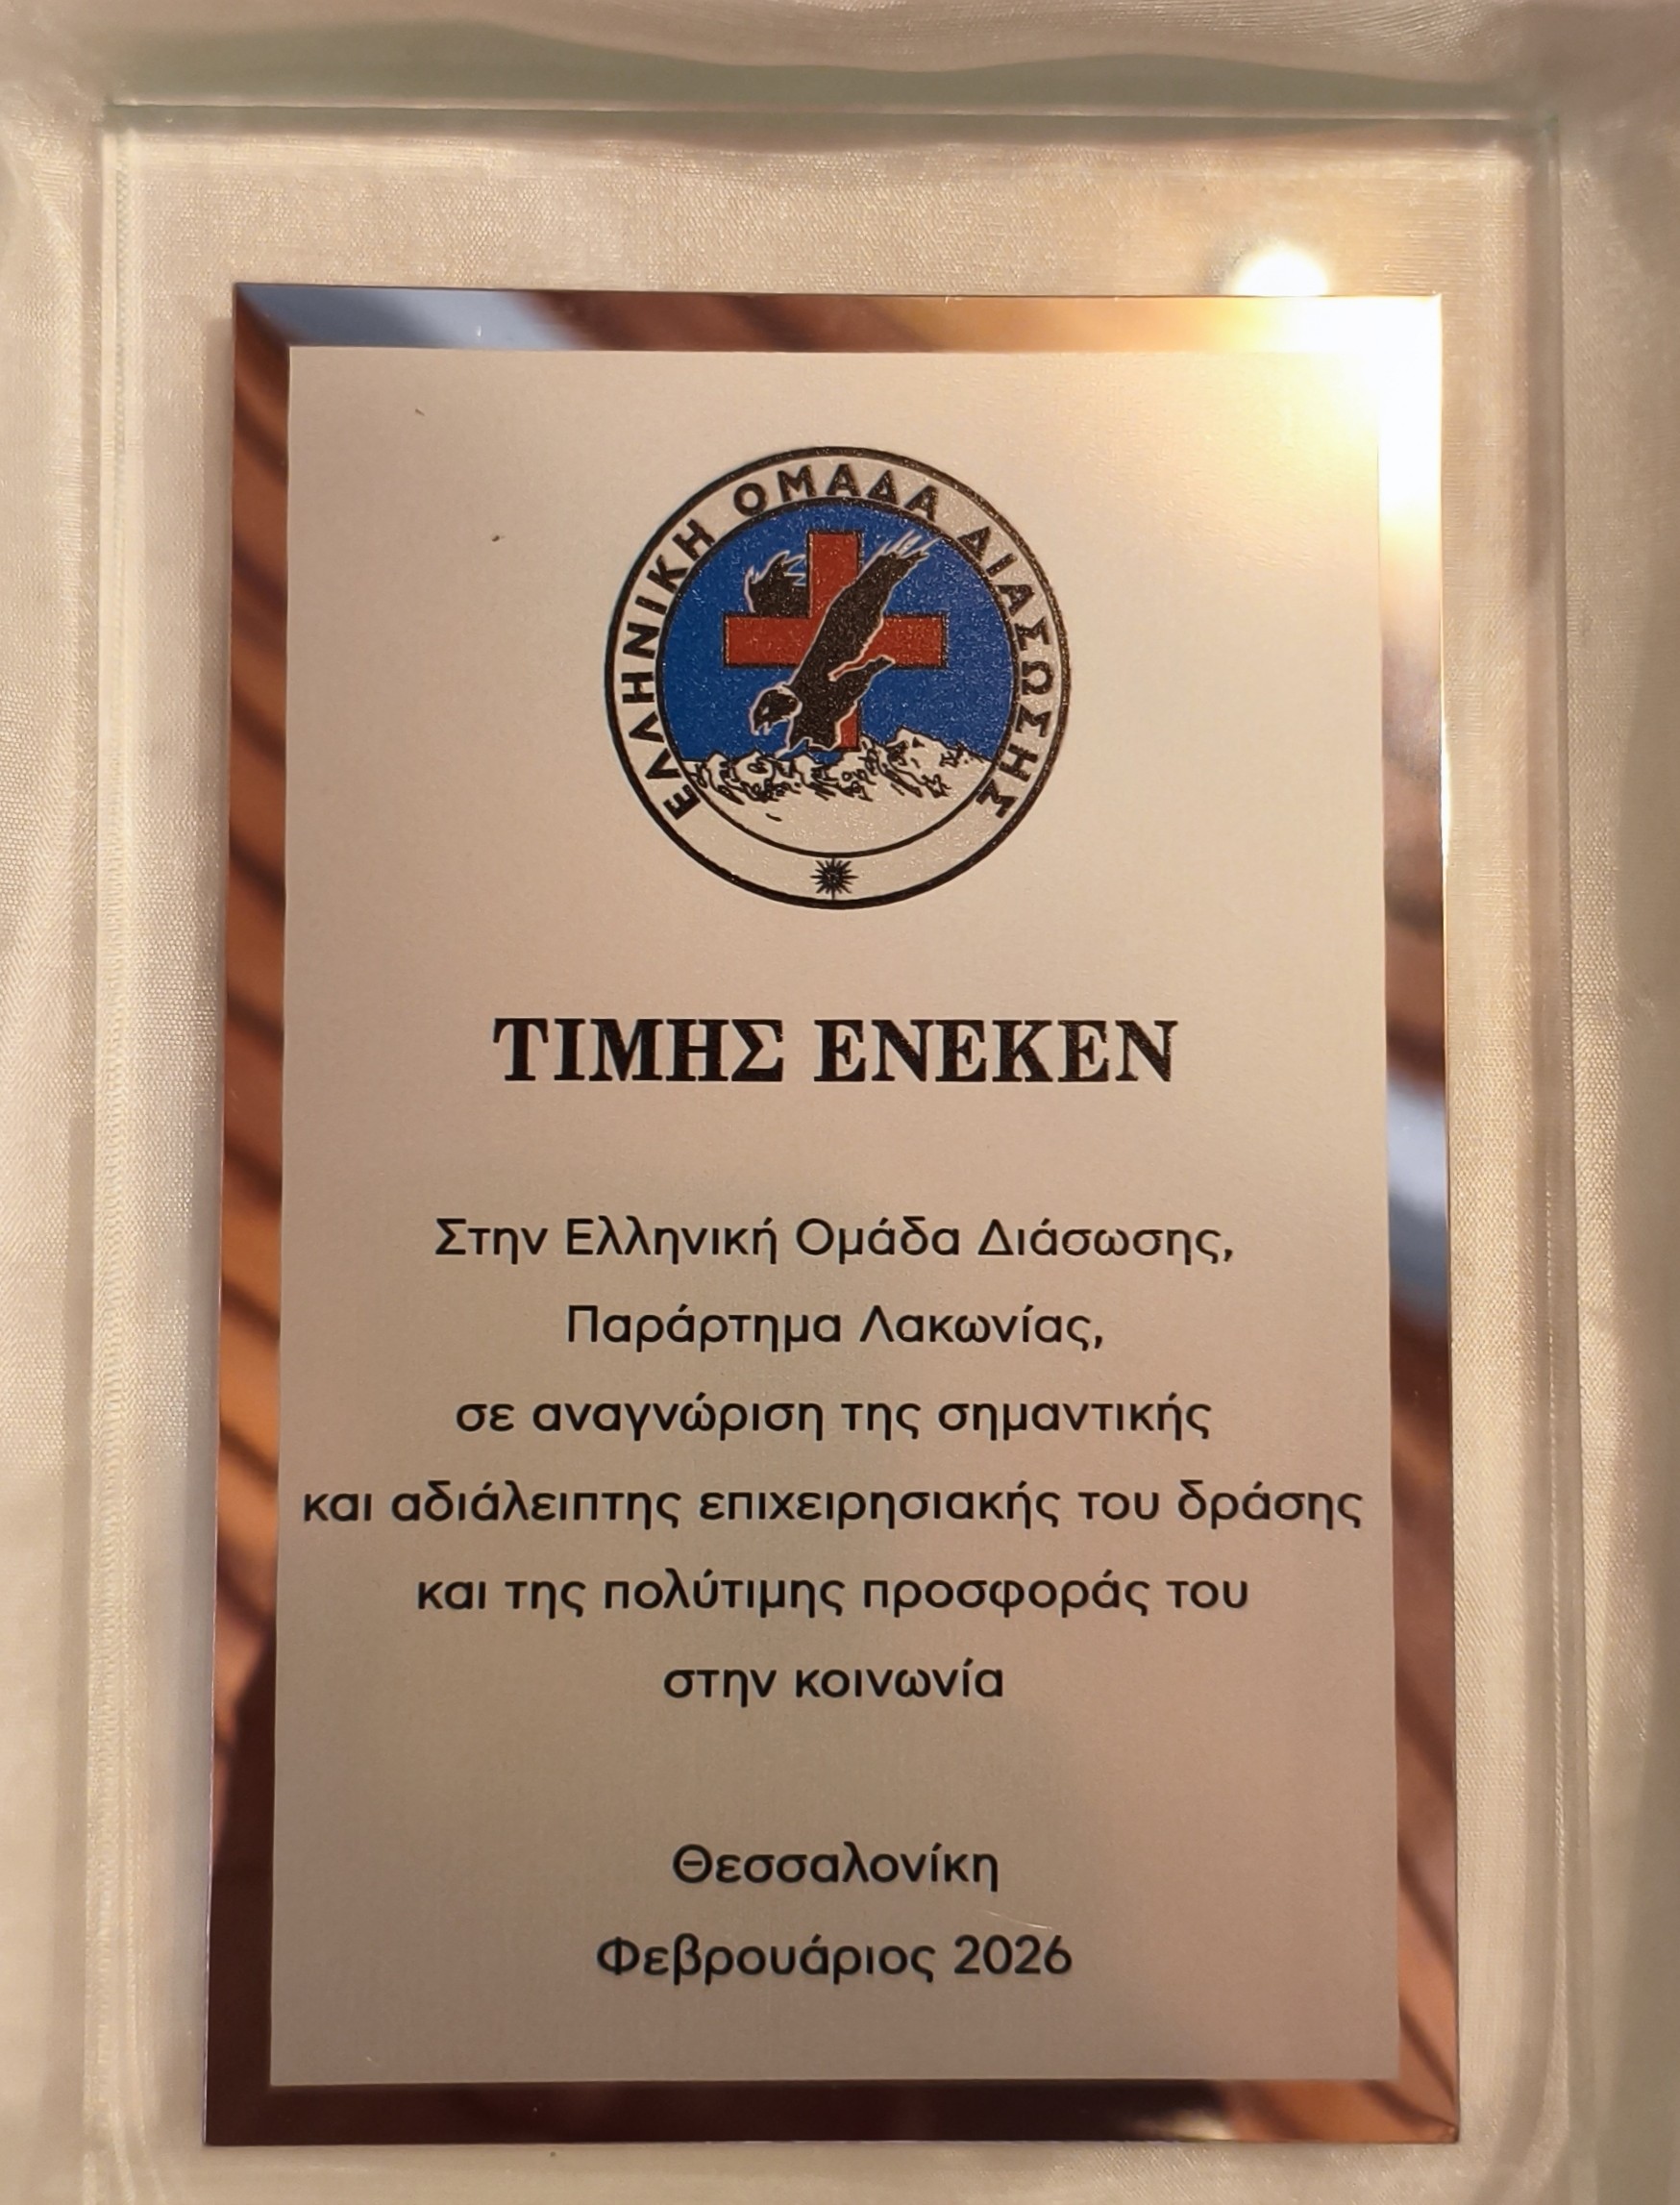 ΕΛΛΗΝΙΚΗ ΟΜΑΔΑ ΔΙΑΣΩΣΗΣ
ΤΙΜΗΣ ΕΝΕΚΕΝ
Στην Ελληνική Ομάδα Διάσωσης,
Παράρτημα Λακωνίας,
σε αναγνώριση της σημαντικής
και αδιάλειπτης επιχειρησιακής του δράσης
και της πολύτιμης προσφοράς του
στην κοινωνία
Θεσσαλονίκη
Φεβρουάριος 2026